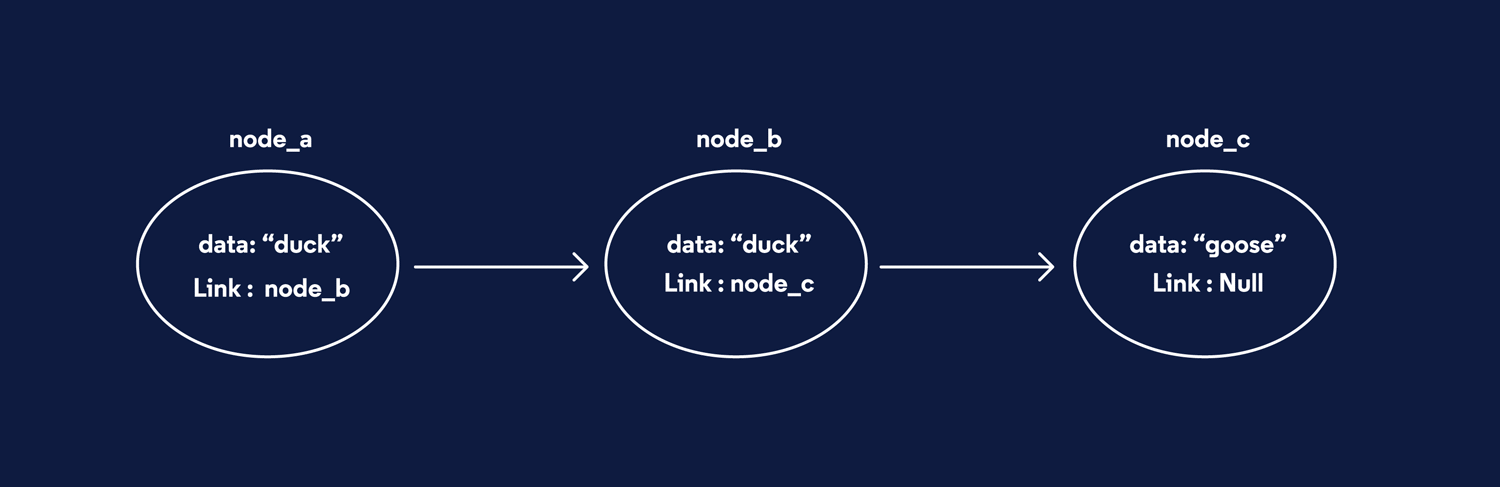 node_a
data: “duck”
Link :  node_b
node_b
data: “duck”
Link : node_c
node_c
data: “goose”
Link : Null